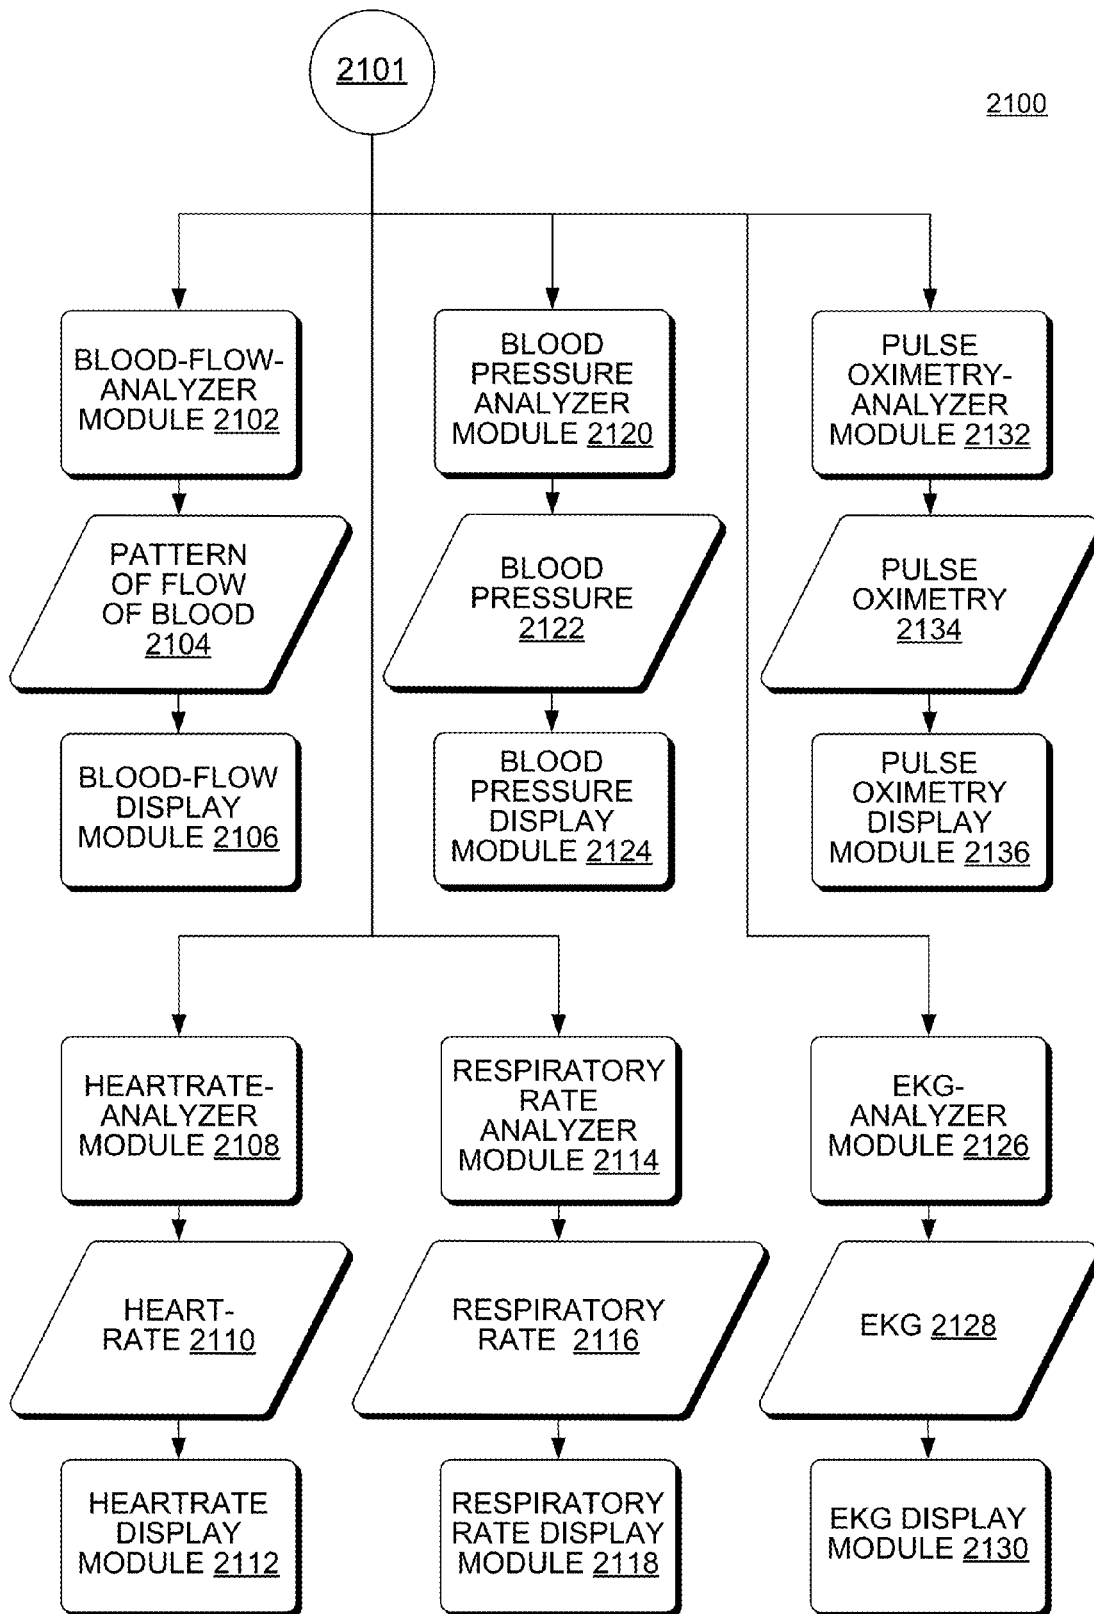 2101
2100
BLOOD-FLOW-
ANALYZER
MODULE 2102
BLOOD
PRESSURE
ANALYZER
MODULE 2120
PULSE
OXIMETRY-
ANALYZER
MODULE 2132
PATTERN
OF FLOW
OF BLOOD
2104
BLOOD
PRESSURE
2122
PULSE
OXIMETRY
2134
BLOOD-FLOW
DISPLAY
MODULE 2106
BLOOD
PRESSURE
DISPLAY
MODULE 2124
PULSE
OXIMETRY
DISPLAY
MODULE 2136
HEARTRATE-
ANALYZER
MODULE 2108
RESPIRATORY
RATE
ANALYZER
MODULE 2114
EKG-
ANALYZER
MODULE 2126
HEART-
RATE 2110
RESPIRATORY
RATE 2116
EKG 2128
HEARTRATE
DISPLAY
MODULE 2112
RESPIRATORY
RATE DISPLAY
MODULE 2118
EKG DISPLAY
MODULE 2130